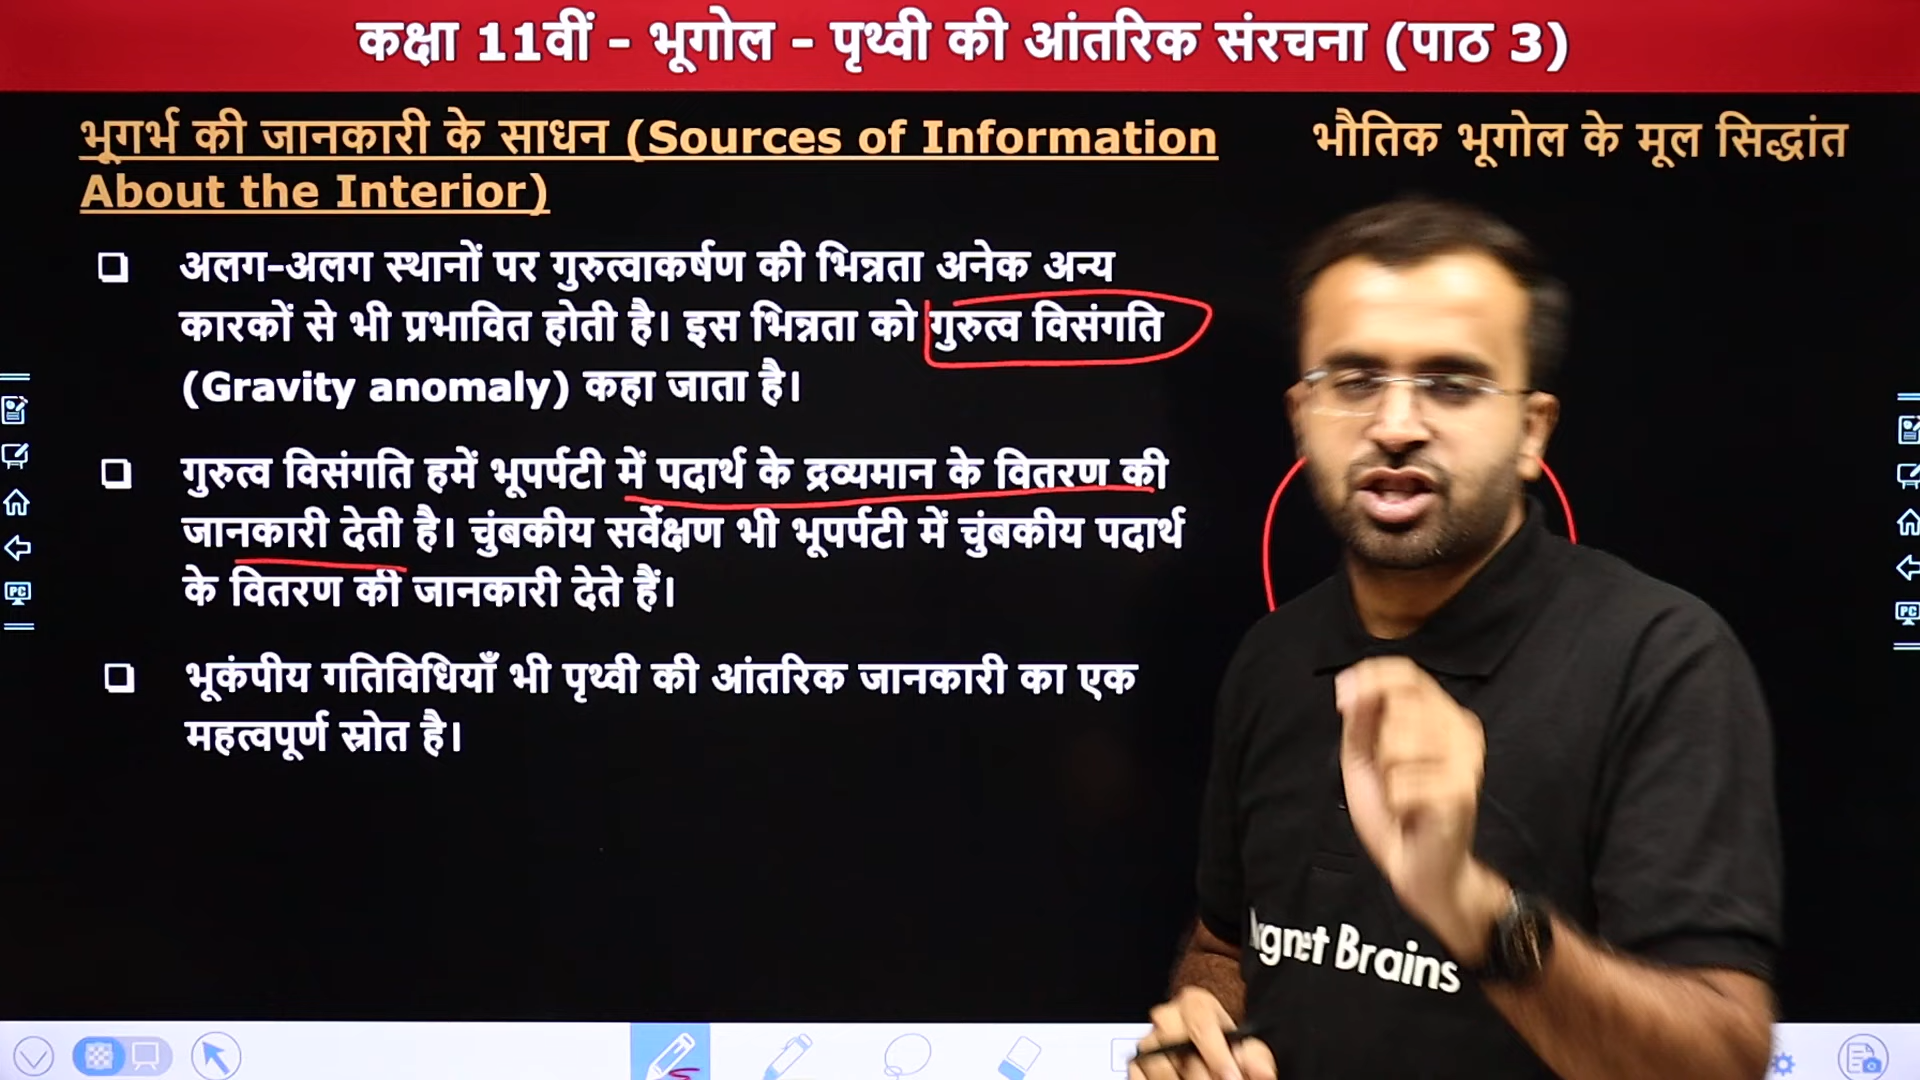 कक्षा 11वीं - भूगोल - पृथ्वी की आंतरिक संरचना (पाठ 3)
भूगर्भ की जानकारी के साधन (Sources of Information
About the Interior)
भौतिक भूगोल के मूल सिद्धांत
अलग-अलग स्थानों पर गुरुत्वाकर्षण की भिन्नता अनेक अन्य
कारकों से भी प्रभावित होती है। इस भिन्नता को गुरुत्व विसंगति
(Gravity anomaly) कहा जाता है।
गुरुत्व विसंगति हमें भूपर्पटी में पदार्थ के द्रव्यमान के वितरण की
जानकारी देती है। चुंबकीय सर्वेक्षण भी भूपर्पटी में चुंबकीय पदार्थ
के वितरण की जानकारी देते हैं।
भूकंपीय गतिविधियाँ भी पृथ्वी की आंतरिक जानकारी का एक
महत्वपूर्ण स्रोत है।
PC
PC
Brains